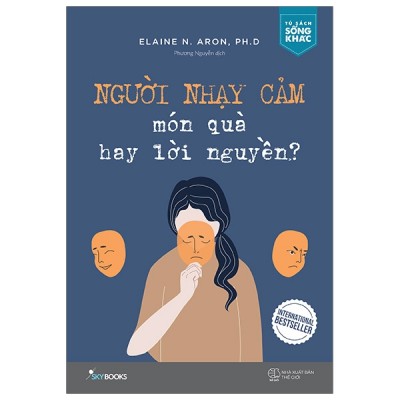 TỦ SÁCH
SỐNG
KHÁC
ELAINE N. ARON, PH.D
Phương Nguyễn dịch
NGƯỜI NHẠY CẢM
món quà
hay lời nguyền?
INTERNATIONAL
BESTSELLER
SKYBOOKS
NHÀ XUẤT BẢN
THẾ GIỚI